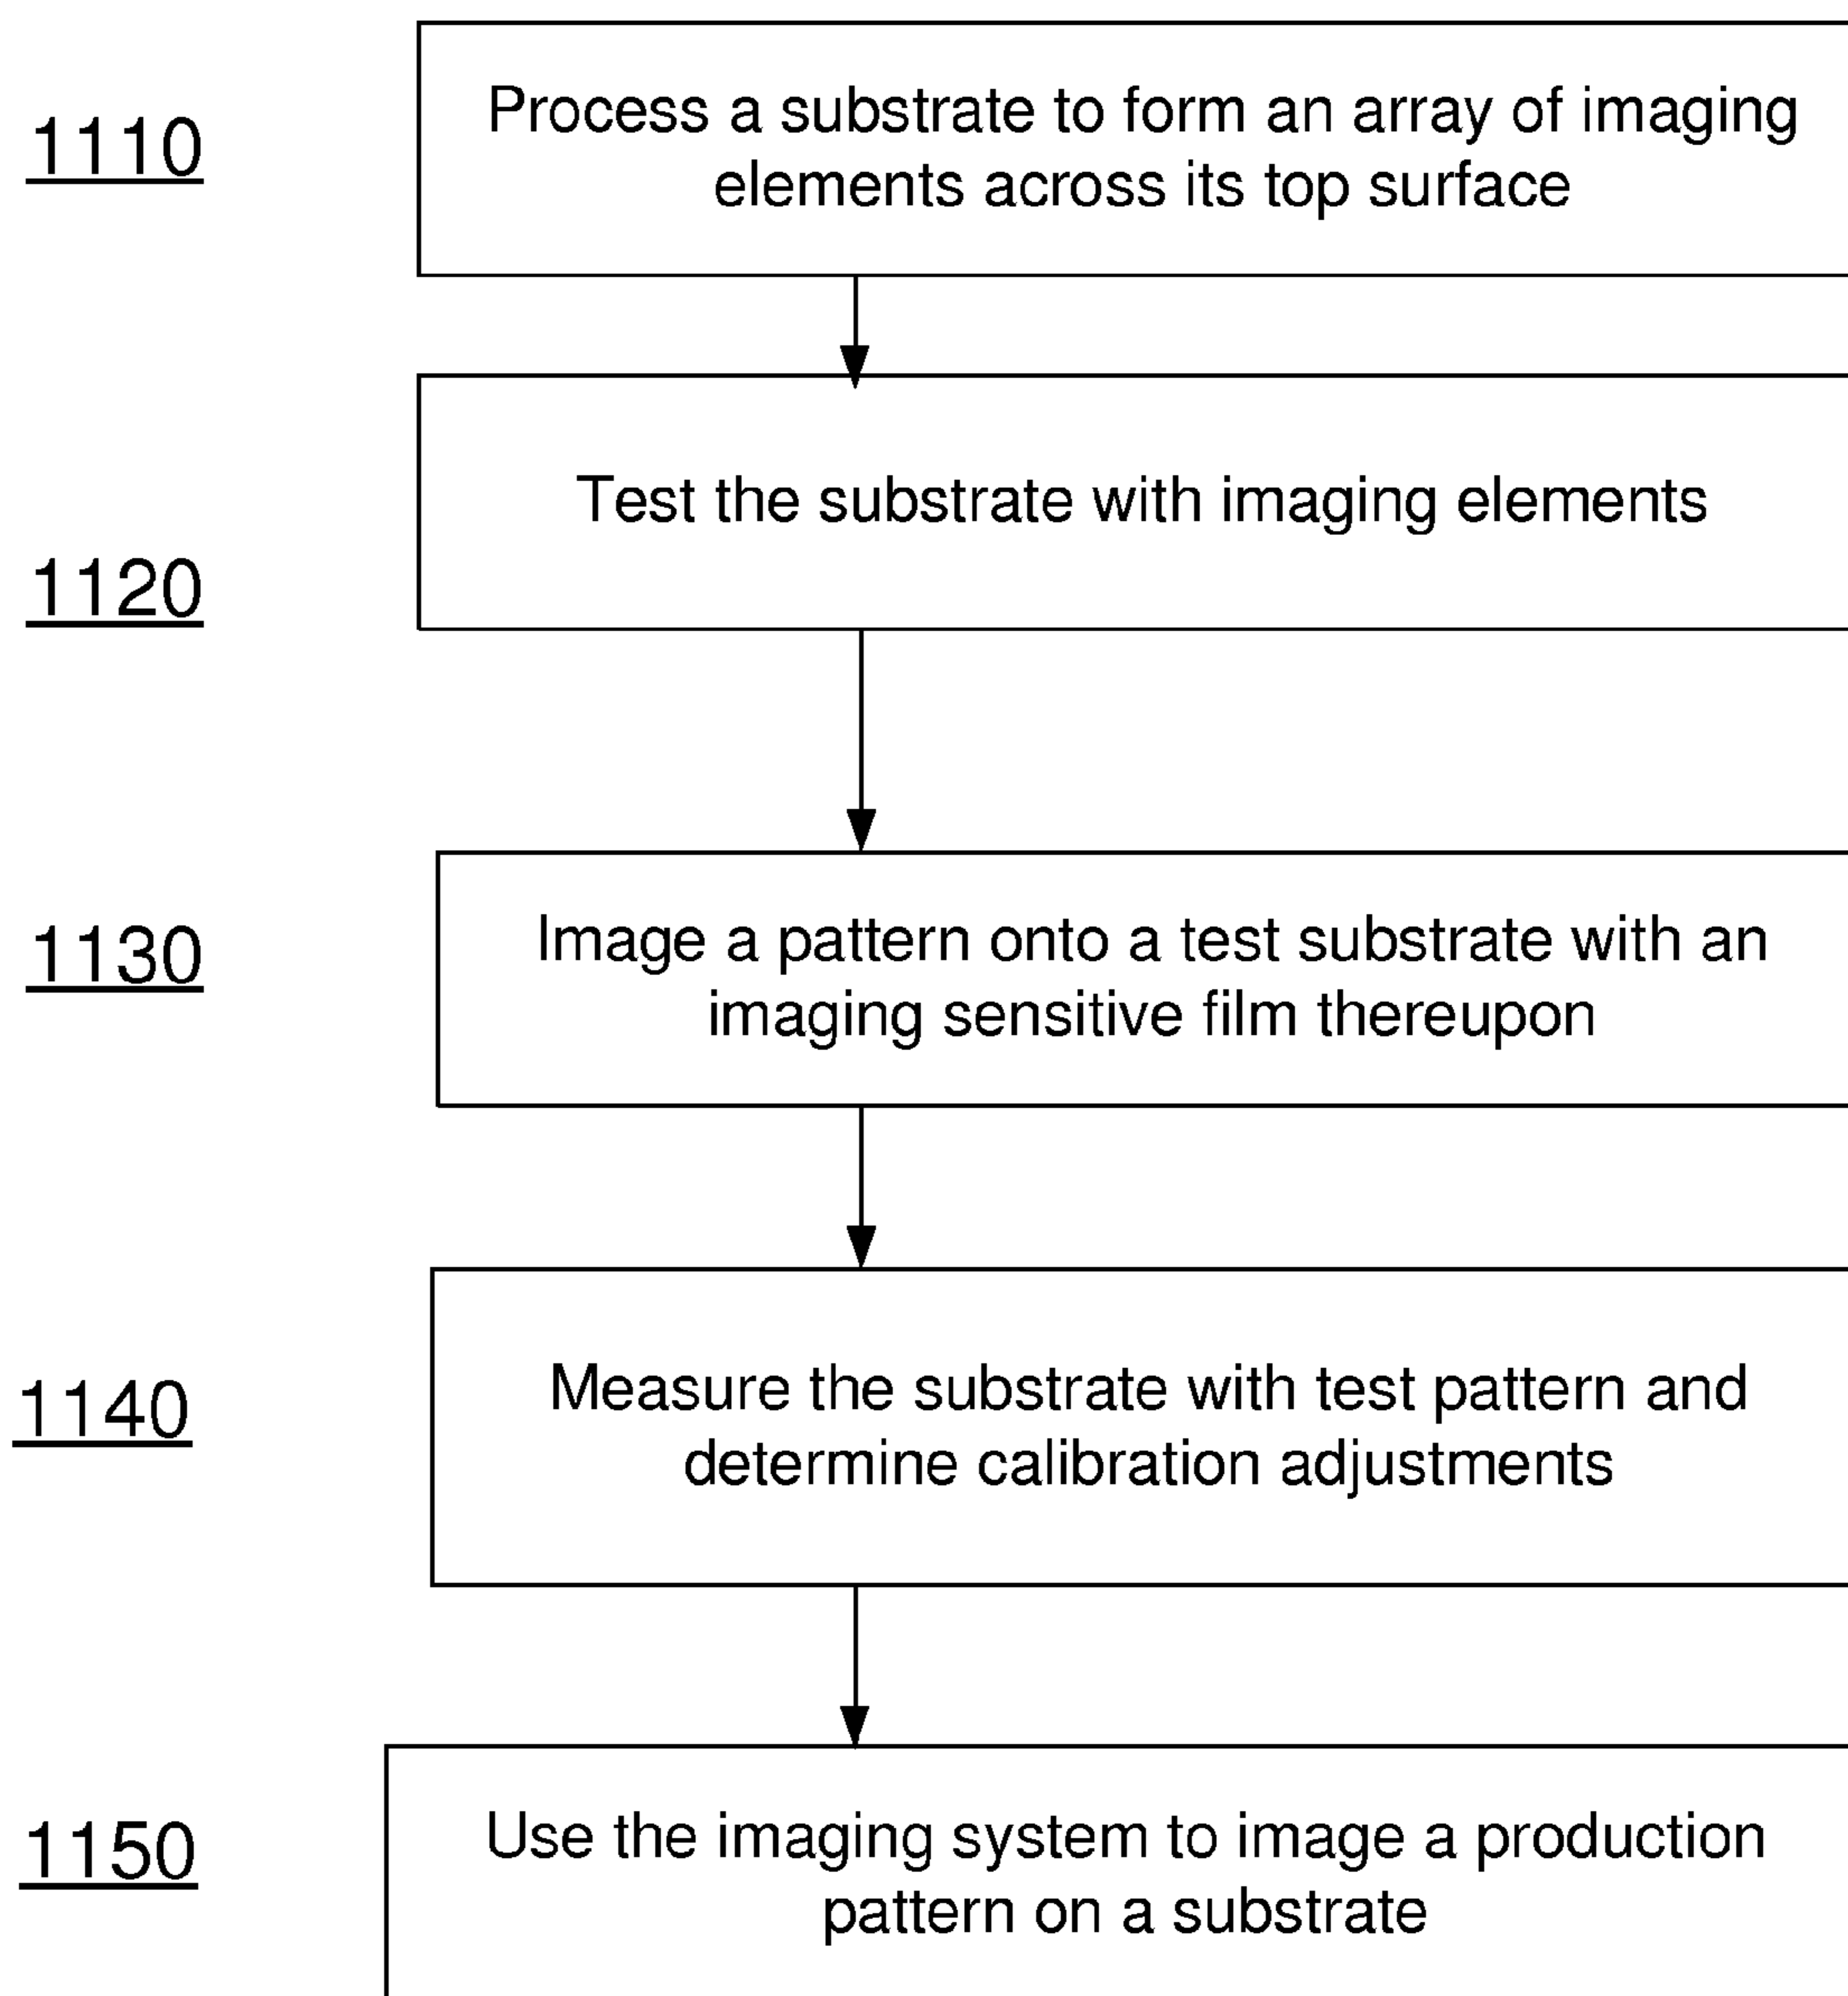 1110
Process a substrate to form an array of imaging
elements across its top surface
1120
Test the substrate with imaging elements
1130
Image a pattern onto a test substrate with an
imaging sensitive film thereupon
1140
Measure the substrate with test pattern and
determine calibration adjustments
1150
Use the imaging system to image a production
pattern on a substrate